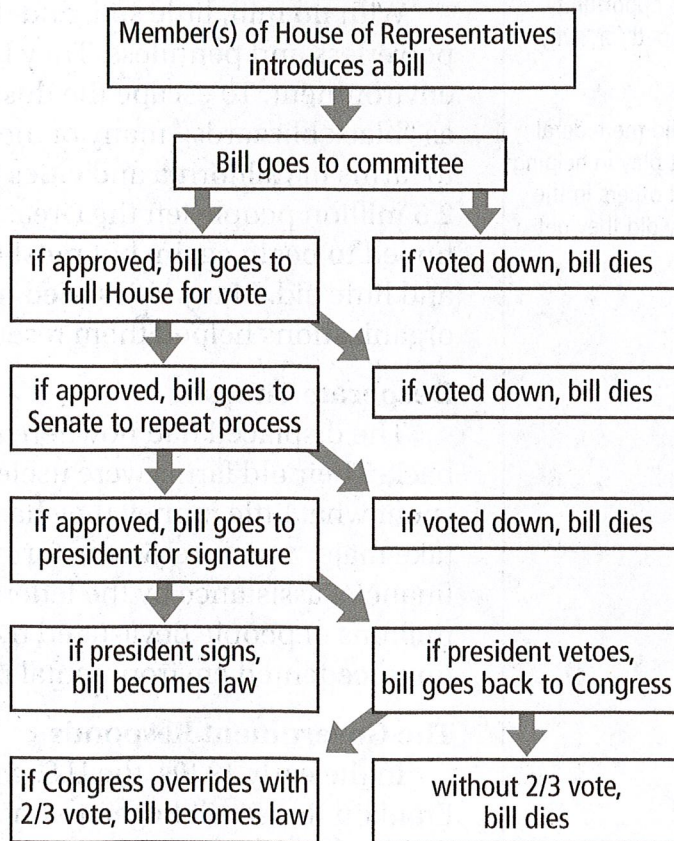 Member(s) of House of Representatives
introduces a bill
Bill goes to committee
if approved, bill goes to
full House for vote
if voted down, bill dies
if approved, bill goes to
Senate to repeat process
if voted down, bill dies
if approved, bill goes to
president for signature
if voted down, bill dies
if president signs,
bill becomes law
if president vetoes,
bill goes back to Congress
if Congress overrides with
2/3 vote, bill becomes law
without 2/3 vote,
bill dies